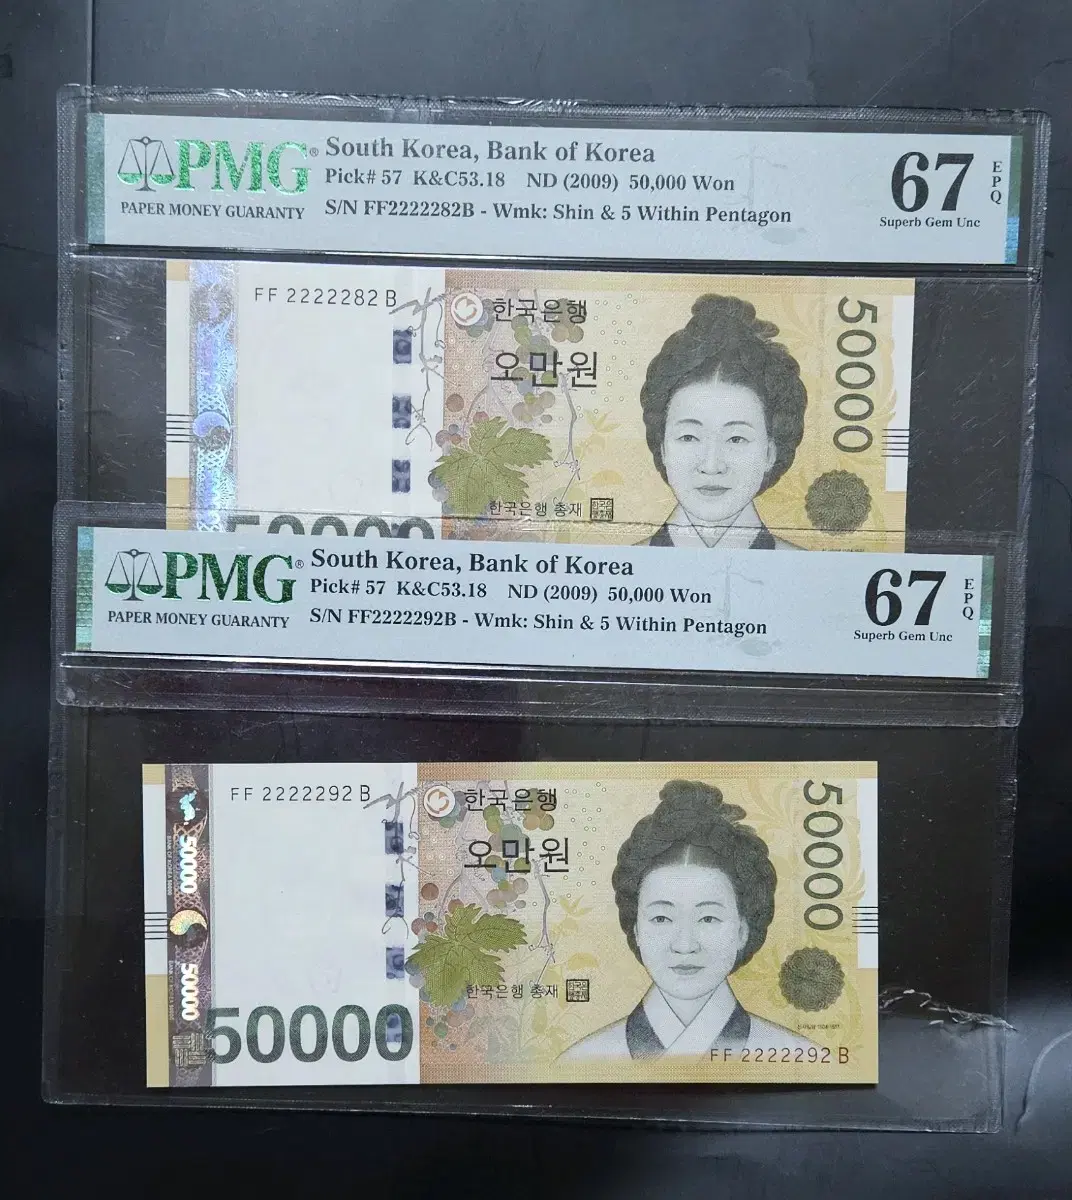 PMG®
PAPER MONEY GUARANTY
South Korea, Bank of Korea
Pick# 57 K&C53.18 ND (2009) 50,000 Won
S/N FF2222282B - Wmk: Shin & 5 Within Pentagon
67
EPQ
Superb Gem Unc
FF 2222282 B
한국은행
오만원
한국은행 총재
50000
50000
PMG®
PAPER MONEY GUARANTY
South Korea, Bank of Korea
Pick# 57 K&C53.18 ND (2009) 50,000 Won
S/N FF2222292B - Wmk: Shin & 5 Within Pentagon
67
EPQ
Superb Gem Unc
FF 2222292 B
한국은행
오만원
한국은행 총재
50000
50000
50000
50000
FF 2222292 B